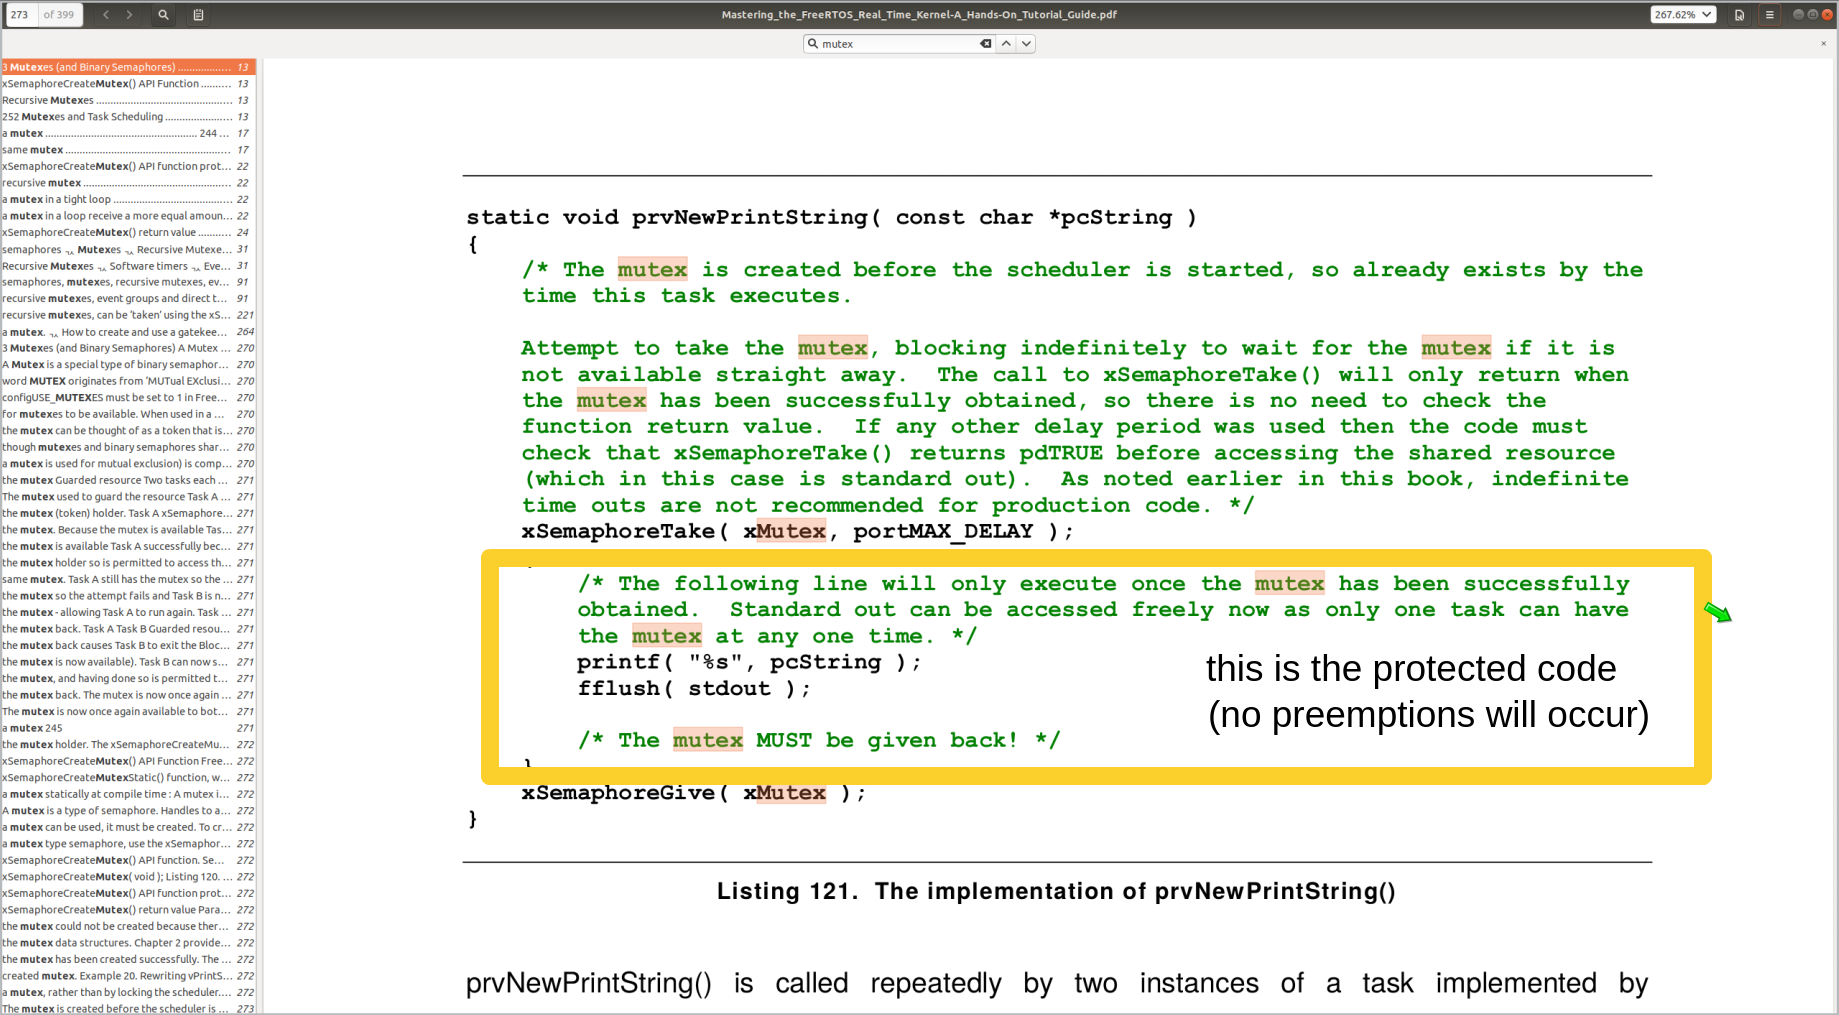 273
of 399
Mastering_the_FreeRTOS_Real_Time_Kernel-A_Hands-On_Tutorial_Guide.pdf
267.62%
mutex
3 Mutexes (and Binary Semaphores) .................. 13
xSemaphoreCreateMutex() API Function .......... 13
Recursive Mutexes ............................................... 13
252 Mutexes and Task Scheduling ....................... 13
a mutex ..................................................... 244 ... 17
same mutex .......................................................... 17
xSemaphoreCreateMutex() API function prot... 22
recursive mutex .................................................... 22
a mutex in a tight loop .......................................... 22
a mutex in a loop receive a more equal amoun... 22
xSemaphoreCreateMutex() return value .......... 24
semaphores Mutexes Recursive Mutexe... 31
Recursive Mutexes Software timers Eve... 31
semaphores, mutexes, recursive mutexes, ev... 91
recursive mutexes, event groups and direct t... 91
recursive mutexes, can be 'taken' using the xS... 221
a mutex. How to create and use a gatekee... 264
3 Mutexes (and Binary Semaphores) A Mutex ... 270
A Mutex is a special type of binary semaphor... 270
word MUTEX originates from 'MUTual EXclusi... 270
configUSE_MUTEXES must be set to 1 in Free... 270
for mutexes to be available. When used in a ... 270
the mutex can be thought of as a token that is... 270
though mutexes and binary semaphores shar... 270
a mutex is used for mutual exclusion) is comp... 270
the mutex Guarded resource Two tasks each ... 271
The mutex used to guard the resource Task A ... 271
the mutex (token) holder. Task A xSemaphore... 271
the mutex. Because the mutex is available Tas... 271
the mutex is available Task A successfully bec... 271
the mutex holder so is permitted to access th... 271
same mutex. Task A still has the mutex so the ... 271
the mutex so the attempt fails and Task B is n... 271
the mutex - allowing Task A to run again. Task ... 271
the mutex back. Task A Task B Guarded resou... 271
the mutex back causes Task B to exit the Bloc... 271
the mutex is now available). Task B can now s... 271
the mutex, and having done so is permitted t... 271
the mutex back. The mutex is now once again ... 271
The mutex is now once again available to bot... 271
a mutex 245 271
the mutex holder. The xSemaphoreCreateMu... 272
xSemaphoreCreateMutex() API Function Free... 272
xSemaphoreCreateMutexStatic() function, w... 272
a mutex statically at compile time : A mutex i... 272
A mutex is a type of semaphore. Handles to a... 272
a mutex can be used, it must be created. To cr... 272
a mutex type semaphore, use the xSemaphor... 272
xSemaphoreCreateMutex() API function. Se... 272
xSemaphoreCreateMutex( void ); Listing 120. ... 272
xSemaphoreCreateMutex() API function prot... 272
xSemaphoreCreateMutex() return value Para... 272
the mutex could not be created because ther... 272
the mutex data structures. Chapter 2 provide... 272
the mutex has been created successfully. The ... 272
created mutex. Example 20. Rewriting vPrintS... 272
a mutex, rather than by locking the scheduler.... 272
The mutex is created before the scheduler is ... 273
static void prvNewPrintString( const char *pcString )
{
/* The mutex is created before the scheduler is started, so already exists by the
time this task executes.
Attempt to take the mutex, blocking indefinitely to wait for the mutex if it is
not available straight away.  The call to xSemaphoreTake() will only return when
the mutex has been successfully obtained, so there is no need to check the
function return value.  If any other delay period was used then the code must
check that xSemaphoreTake() returns pdTRUE before accessing the shared resource
(which in this case is standard out).  As noted earlier in this book, indefinite
time outs are not recommended for production code. */
xSemaphoreTake( xMutex, portMAX_DELAY );
/* The following line will only execute once the mutex has been successfully
obtained.  Standard out can be accessed freely now as only one task can have
the mutex at any one time. */
printf( "%s", pcString );
fflush( stdout );
/* The mutex MUST be given back! */
}
this is the protected code
(no preemptions will occur)
xSemaphoreGive( xMutex );
}
Listing 121.  The implementation of prvNewPrintString()
prvNewPrintString() is called repeatedly by two instances of a task implemented by